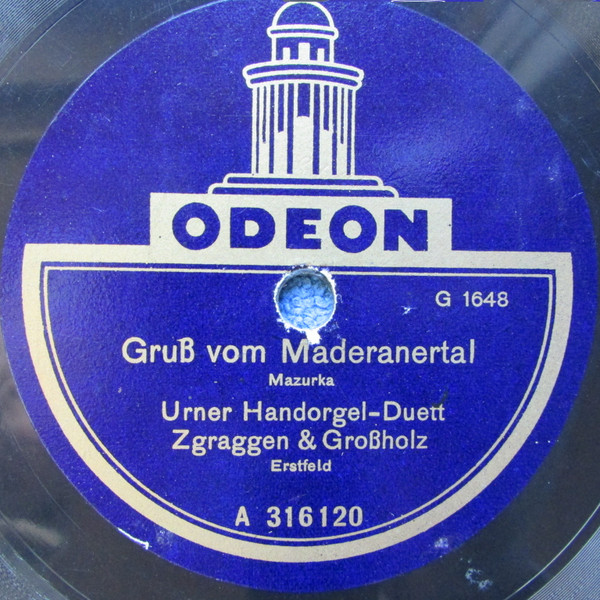 ODEON
G 1648
Gruß vom Maderanertal
Mazurka
Urner Handorgel-Duett
Zgraggen & Großholz
Erstfeld
A 316120